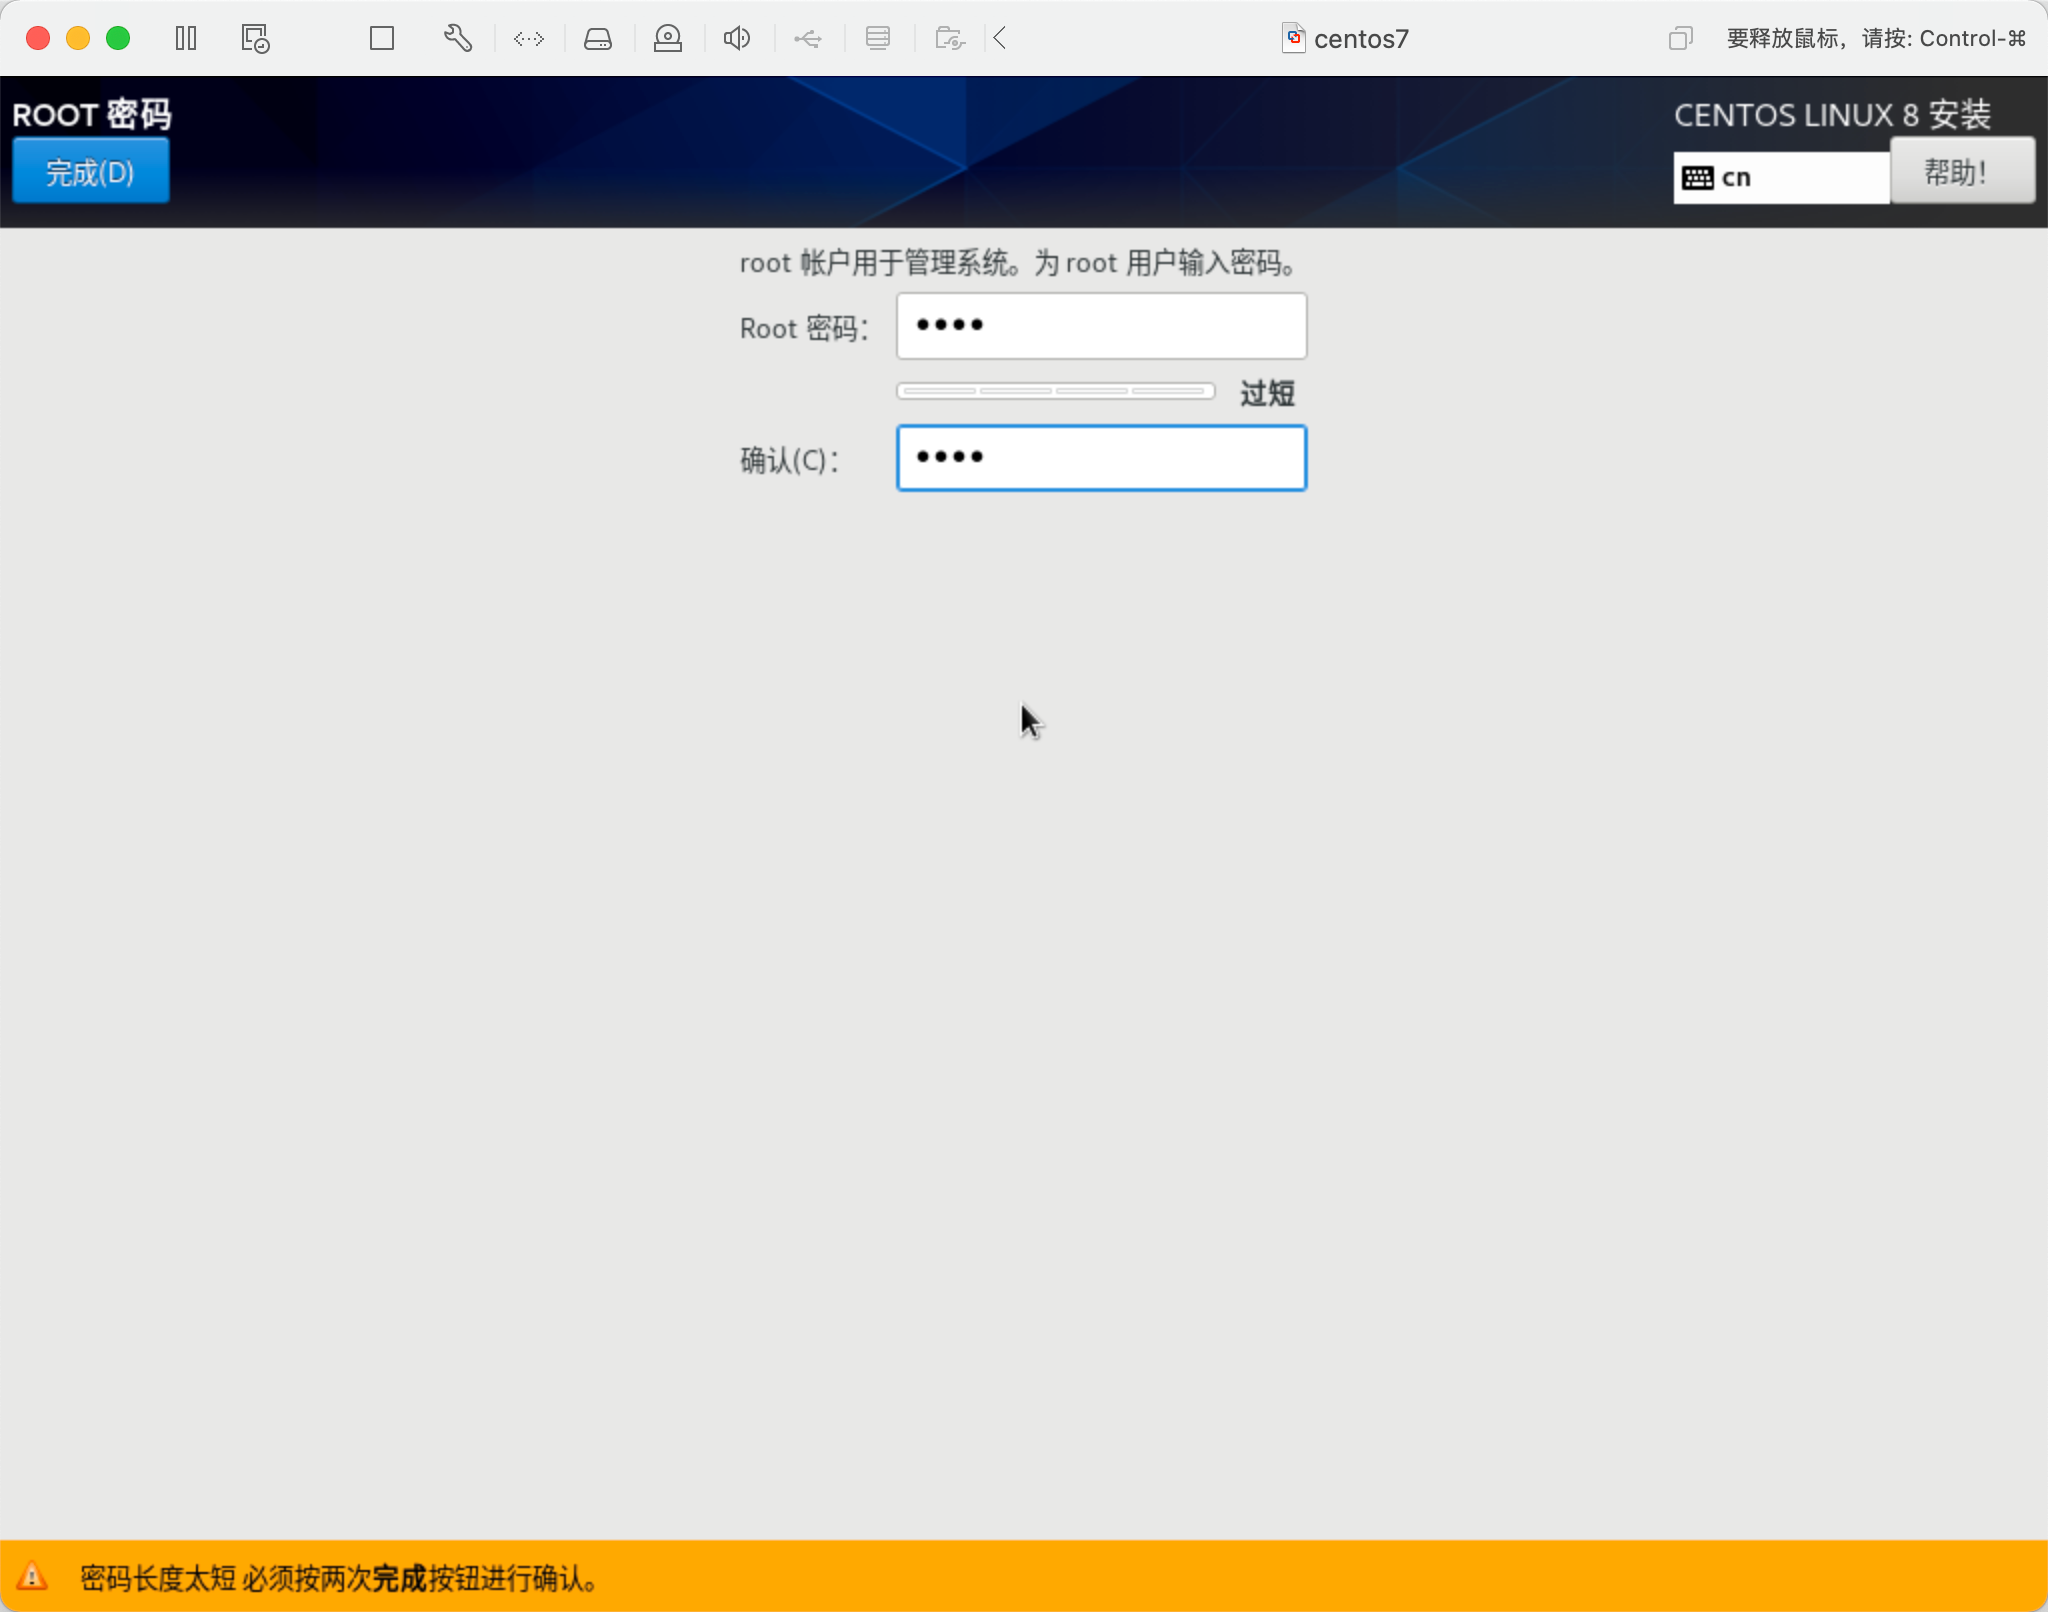 centos7
要释放鼠标，请按: Control-⌘
ROOT 密码
CENTOS LINUX 8 安装
完成(D)
cn
帮助！
root 帐户用于管理系统。为 root 用户输入密码。
Root 密码：
••••
过短
确认(C)：
••••
密码长度太短 必须按两次完成按钮进行确认。